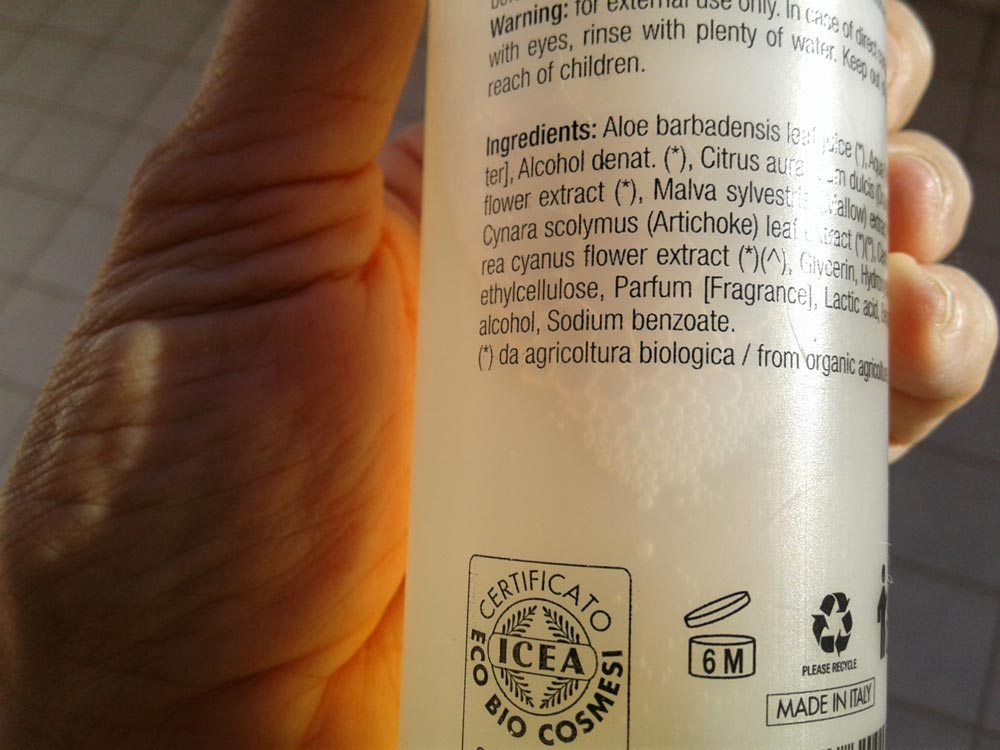 Warning: for external use only. In case of direct
with eyes, rinse with plenty of water. Keep out
reach of children.
Ingredients: Aloe barbadensis leaf juice (*), Aqua
ter], Alcohol denat. (*), Citrus dulcis
flower extract (*), Malva sylvestris
Cynara scolymus (Artichoke) leaf extract (*)(°),
rea cyanus flower extract (*)(^), Glycerin,
ethylcellulose, Parfum [Fragrance], Lactic acid,
alcohol, Sodium benzoate.
(*) da agricoltura biologica / from organic
CERTIFICATO
ICEA
ECO BIO COSMESI
6 M
PLEASE RECYCLE
MADE IN ITALY